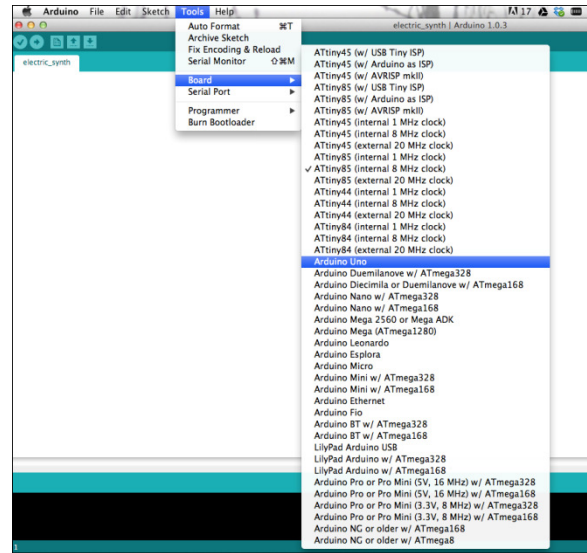 Arduino File Edit Sketch Tools Help
17
electric_synth | Arduino 1.0.3
electric_synth
Auto Format ⌘T
Archive Sketch
Fix Encoding & Reload
Serial Monitor ⇧⌘M
Board
Serial Port
Programmer
Burn Bootloader
ATtiny45 (w/ USB Tiny ISP)
ATtiny45 (w/ Arduino as ISP)
ATtiny45 (w/ AVRISP mkII)
ATtiny85 (w/ USB Tiny ISP)
ATtiny85 (w/ Arduino as ISP)
ATtiny85 (w/ AVRISP mkII)
ATtiny45 (internal 1 MHz clock)
ATtiny45 (internal 8 MHz clock)
ATtiny45 (external 20 MHz clock)
ATtiny85 (internal 1 MHz clock)
✓ ATtiny85 (internal 8 MHz clock)
ATtiny85 (external 20 MHz clock)
ATtiny44 (internal 1 MHz clock)
ATtiny44 (internal 8 MHz clock)
ATtiny44 (external 20 MHz clock)
ATtiny84 (internal 1 MHz clock)
ATtiny84 (internal 8 MHz clock)
ATtiny84 (external 20 MHz clock)
Arduino Uno
Arduino Duemilanove w/ ATmega328
Arduino Diecimila or Duemilanove w/ ATmega168
Arduino Nano w/ ATmega328
Arduino Nano w/ ATmega168
Arduino Mega 2560 or Mega ADK
Arduino Mega (ATmega1280)
Arduino Leonardo
Arduino Esplora
Arduino Micro
Arduino Mini w/ ATmega328
Arduino Mini w/ ATmega168
Arduino Ethernet
Arduino Fio
Arduino BT w/ ATmega328
Arduino BT w/ ATmega168
LilyPad Arduino USB
LilyPad Arduino w/ ATmega328
LilyPad Arduino w/ ATmega168
Arduino Pro or Pro Mini (5V, 16 MHz) w/ ATmega328
Arduino Pro or Pro Mini (5V, 16 MHz) w/ ATmega168
Arduino Pro or Pro Mini (3.3V, 8 MHz) w/ ATmega328
Arduino Pro or Pro Mini (3.3V, 8 MHz) w/ ATmega168
Arduino NG or older w/ ATmega168
Arduino NG or older w/ ATmega8
1